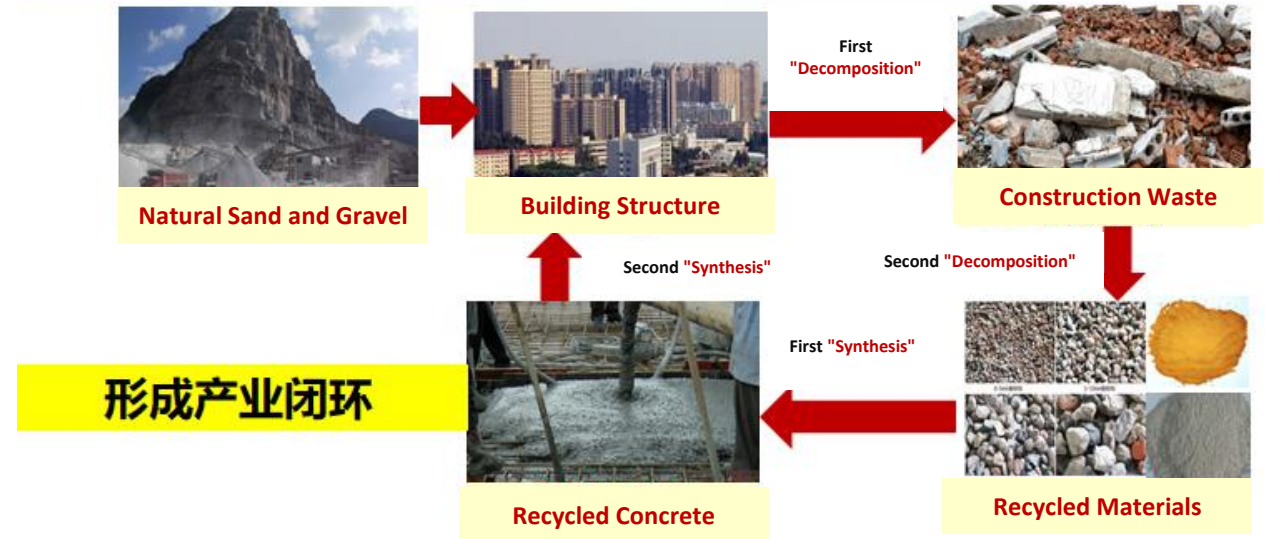 First
"Decomposition"
Natural Sand and Gravel
Building Structure
Construction Waste
Second "Synthesis"
Second "Decomposition"
First "Synthesis"
形成产业闭环
Recycled Concrete
Recycled Materials